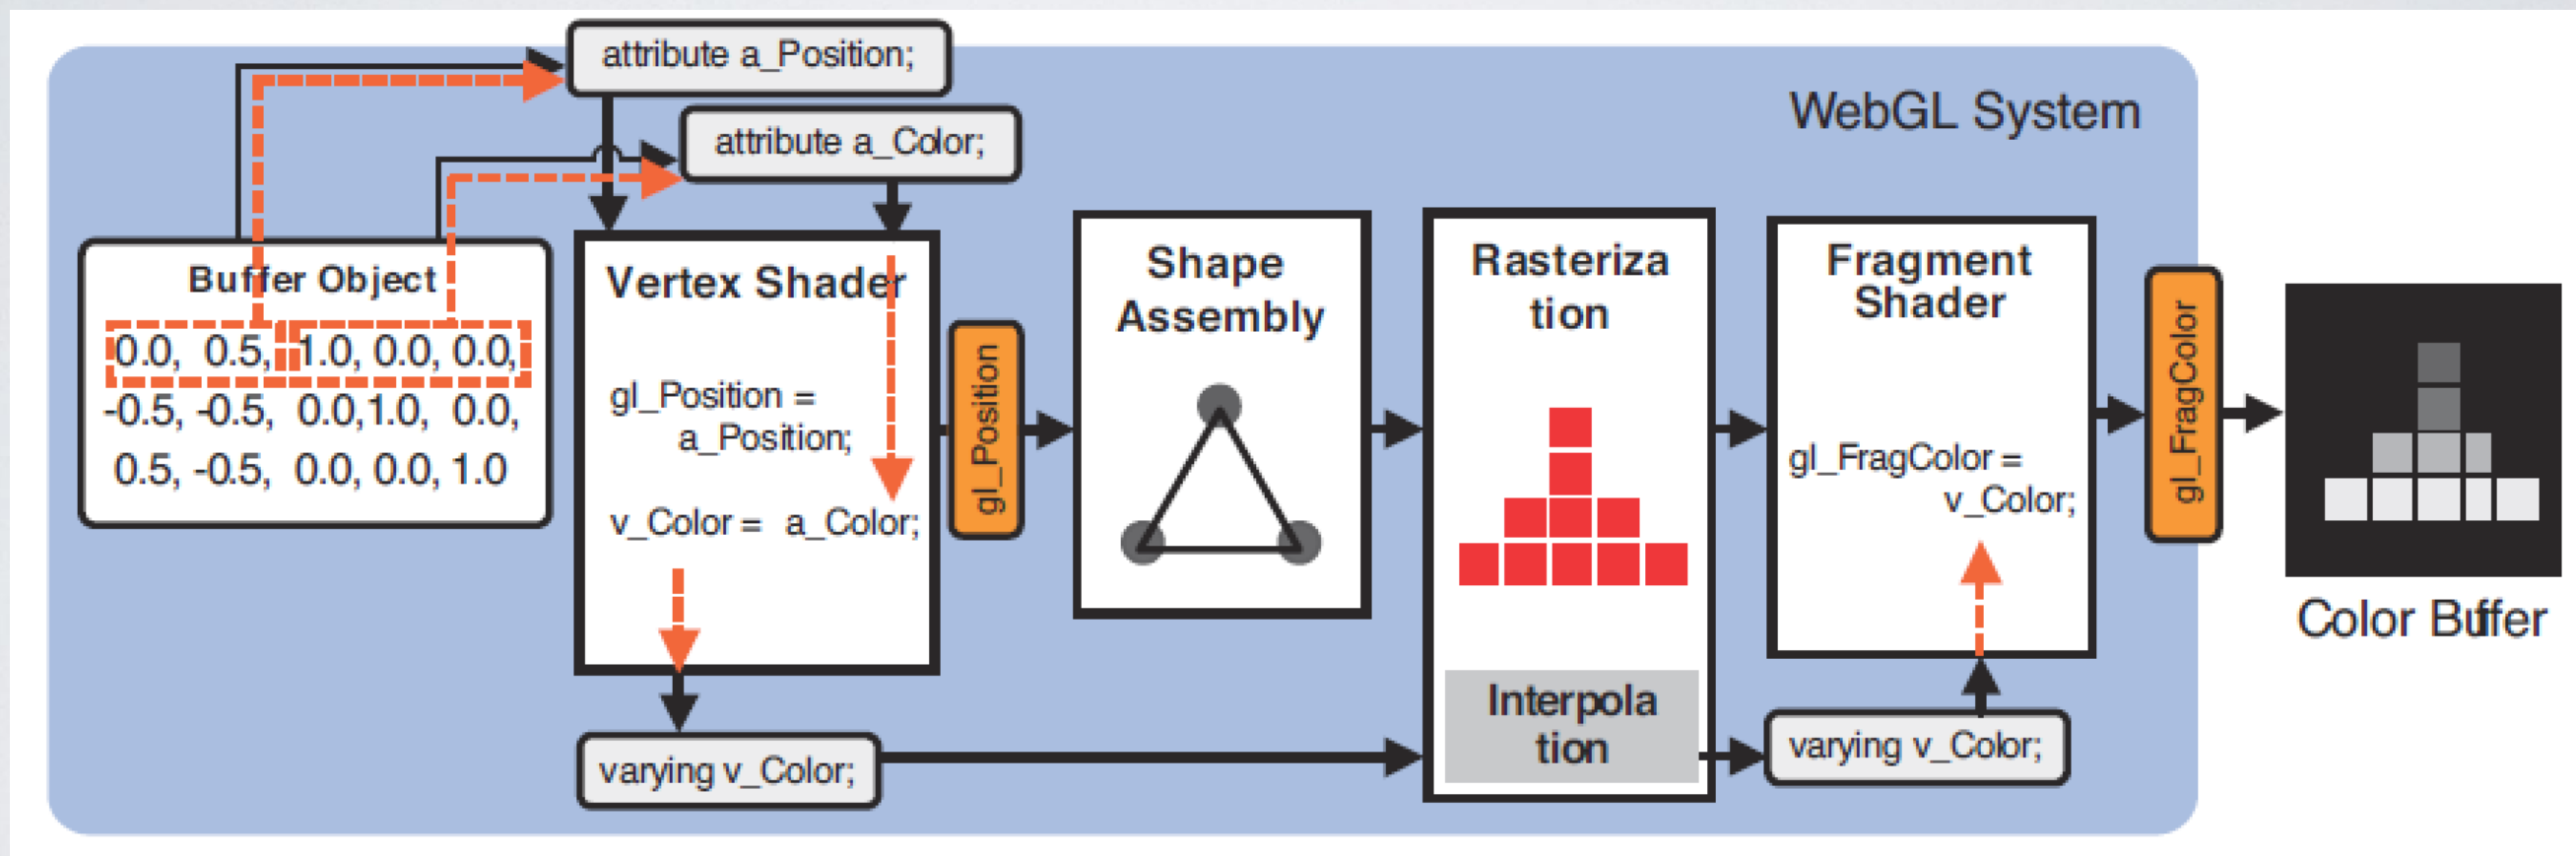 attribute a_Position;
attribute a_Color;
WebGL System
Buffer Object
0.0, 0.5, 1.0, 0.0, 0.0,
-0.5, -0.5, 0.0, 1.0, 0.0,
0.5, -0.5, 0.0, 0.0, 1.0
Vertex Shader
gl_Position =
a_Position;
v_Color = a_Color;
gl_Position
Shape
Assembly
Rasteriza
tion
Interpola
tion
Fragment
Shader
gl_FragColor =
v_Color;
gl_FragColor
Color Buffer
varying v_Color;
varying v_Color;